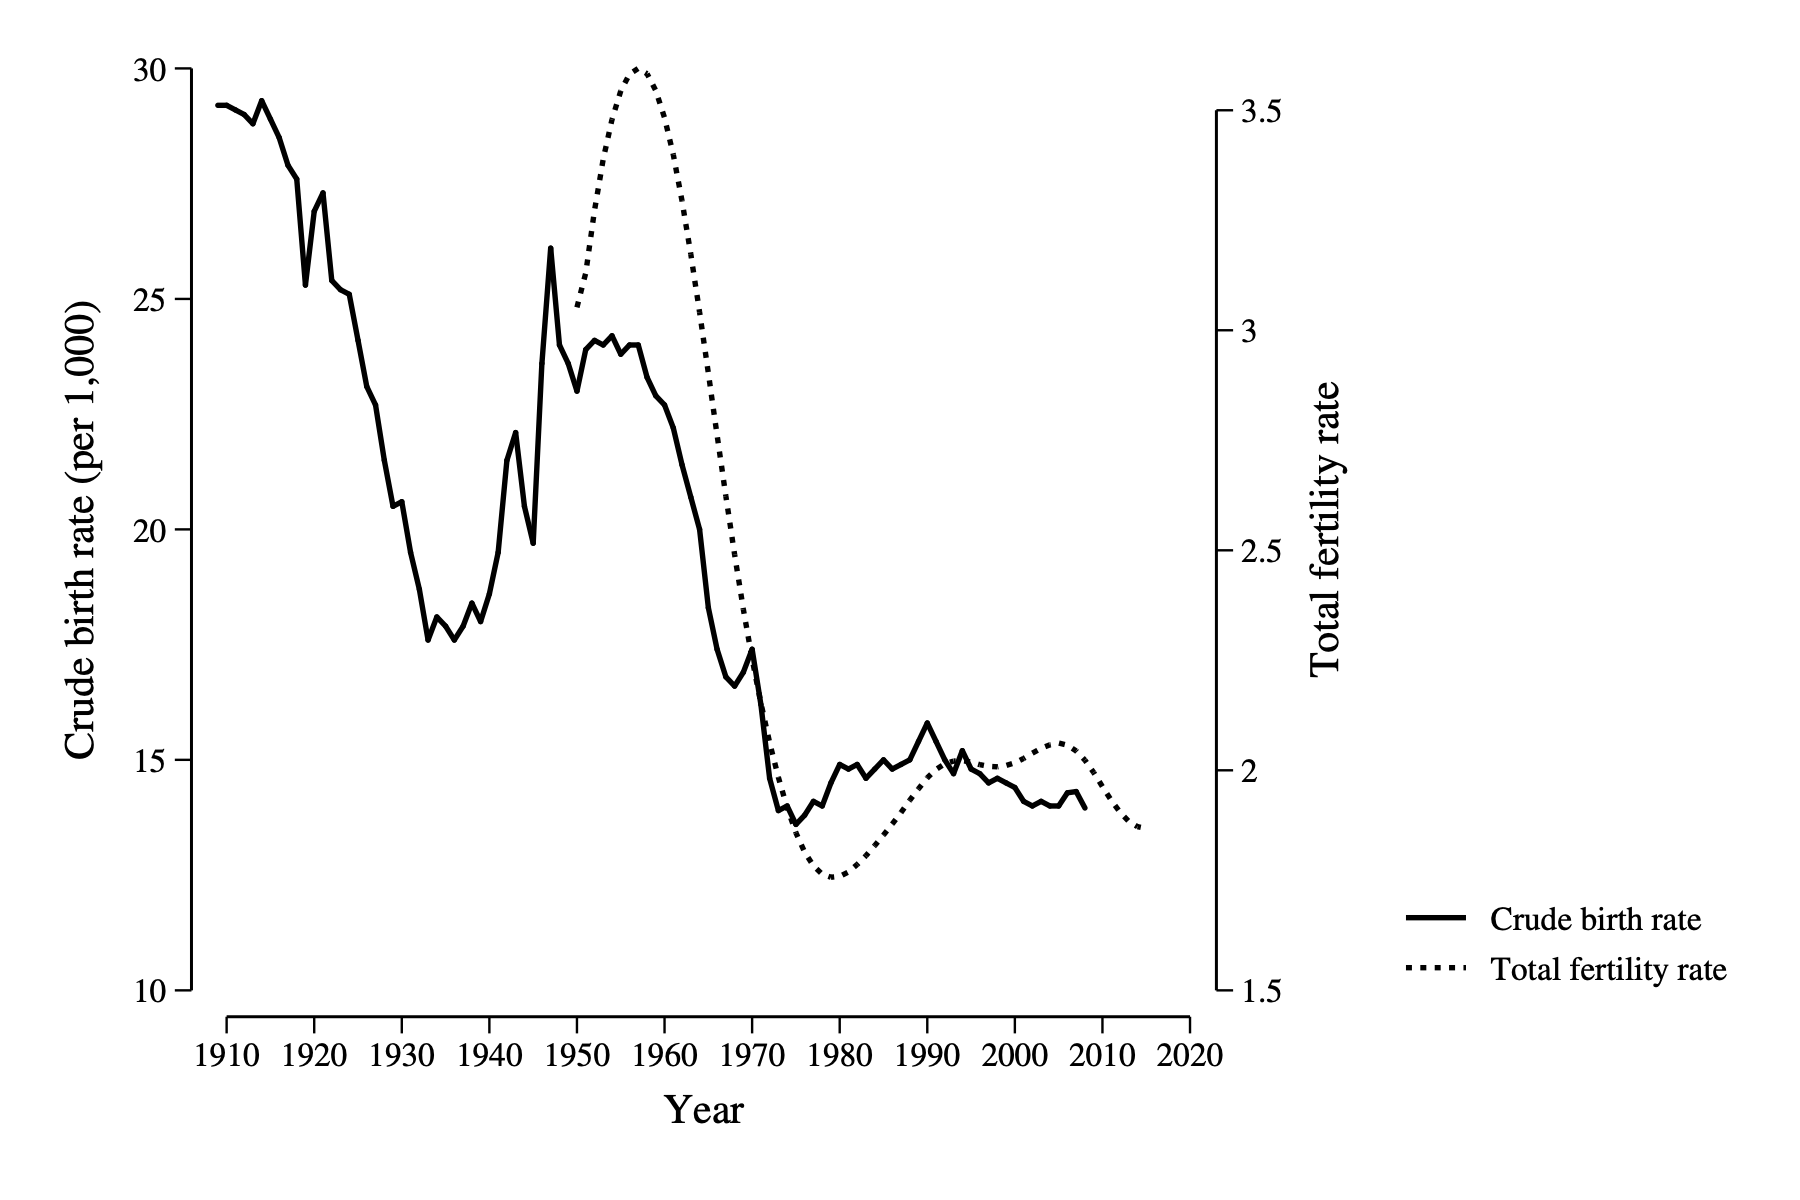 30
25
20
15
10
Crude birth rate (per 1,000)
3.5
3
2.5
2
1.5
Total fertility rate
1910 1920 1930 1940 1950 1960 1970 1980 1990 2000 2010 2020
Year
Crude birth rate
Total fertility rate